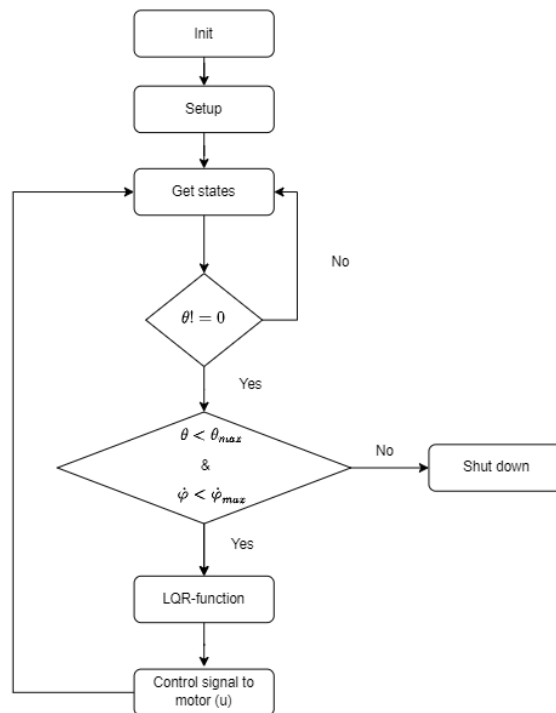 Init
Setup
Get states
No
θ! = 0
Yes
θ < θ_max
&
φ̇ < φ̇_max
No
Shut down
Yes
LQR-function
Control signal to
motor (u)